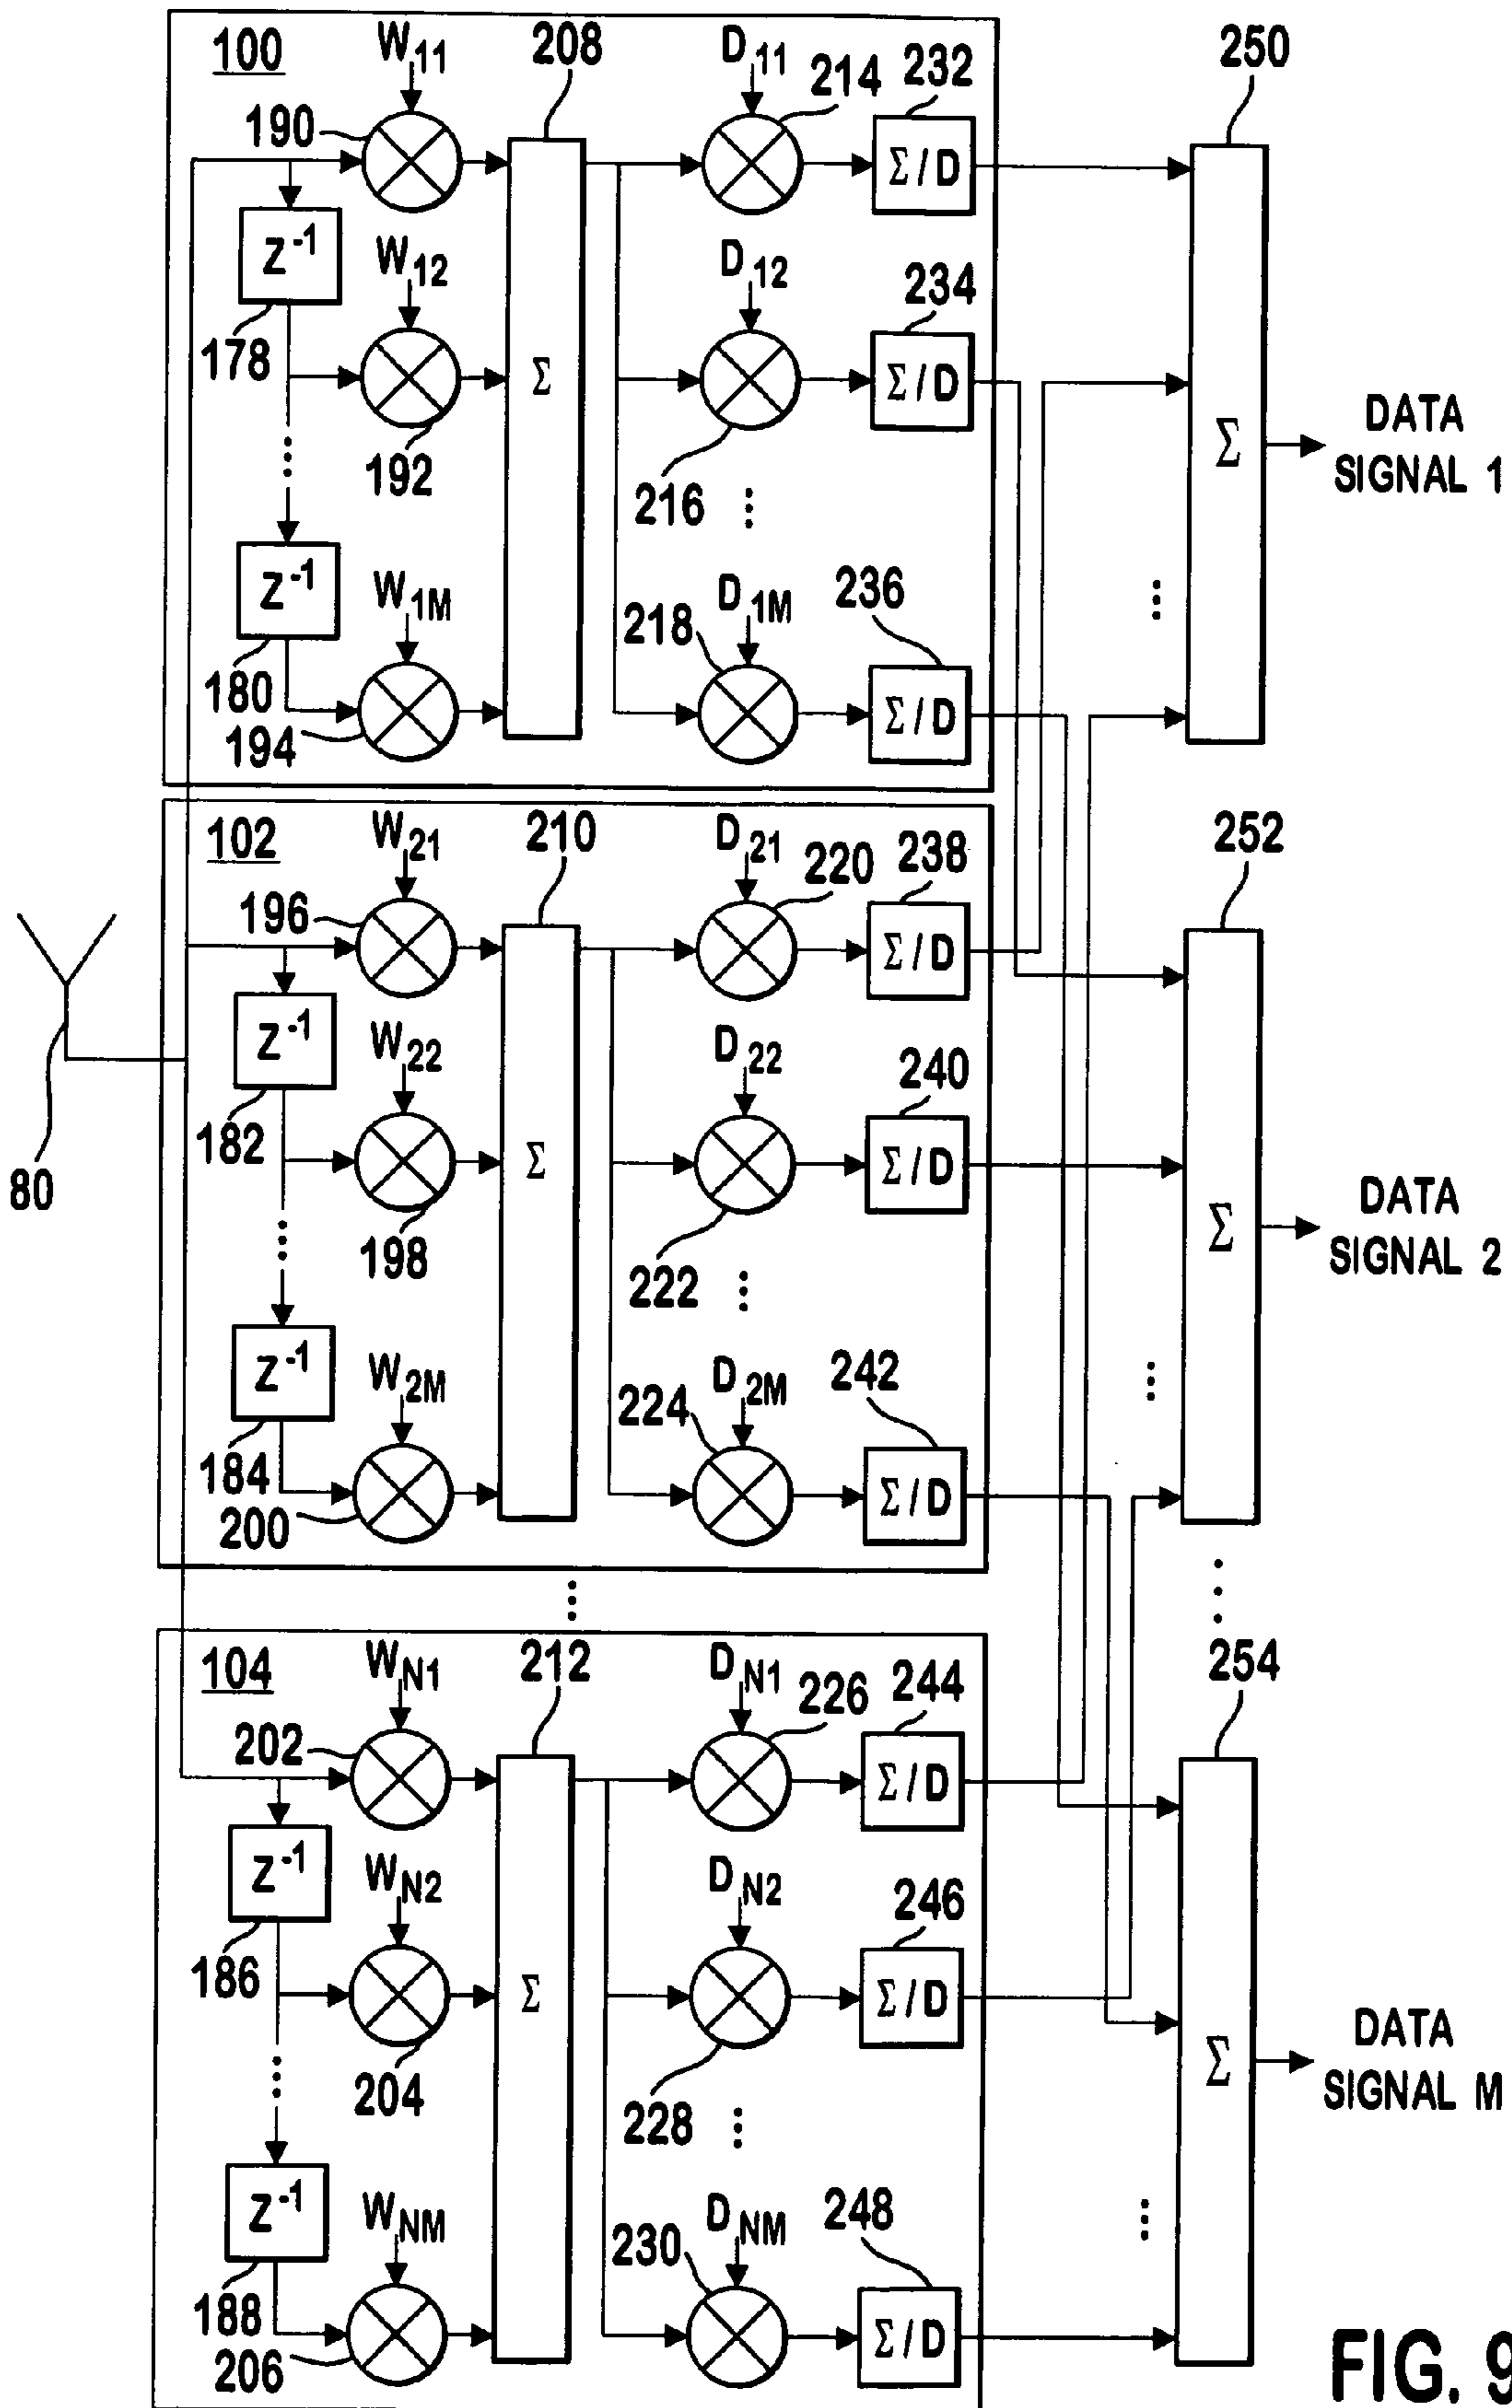 100 W11 208 D11 214 232 250
190
Σ/D
Z-1 W12 D12 234
178 Σ Σ/D DATA
Σ SIGNAL 1
192 216
Z-1 W1M D1M 236
218
180 Σ/D
194
102 W21 210 D21 220 238 252
196
Σ/D
Z-1 W22 D22 240
182 Σ Σ/D DATA
80 Σ SIGNAL 2
198 222
Z-1 W2M D2M 242
224
184 Σ/D
200
104 WN1 212 DN1 226 244 254
202
Σ/D
Z-1 WN2 DN2 246
186 Σ Σ/D DATA
Σ SIGNAL M
204 228
Z-1 WNM DNM 248
230
188 Σ/D
206
FIG. 9